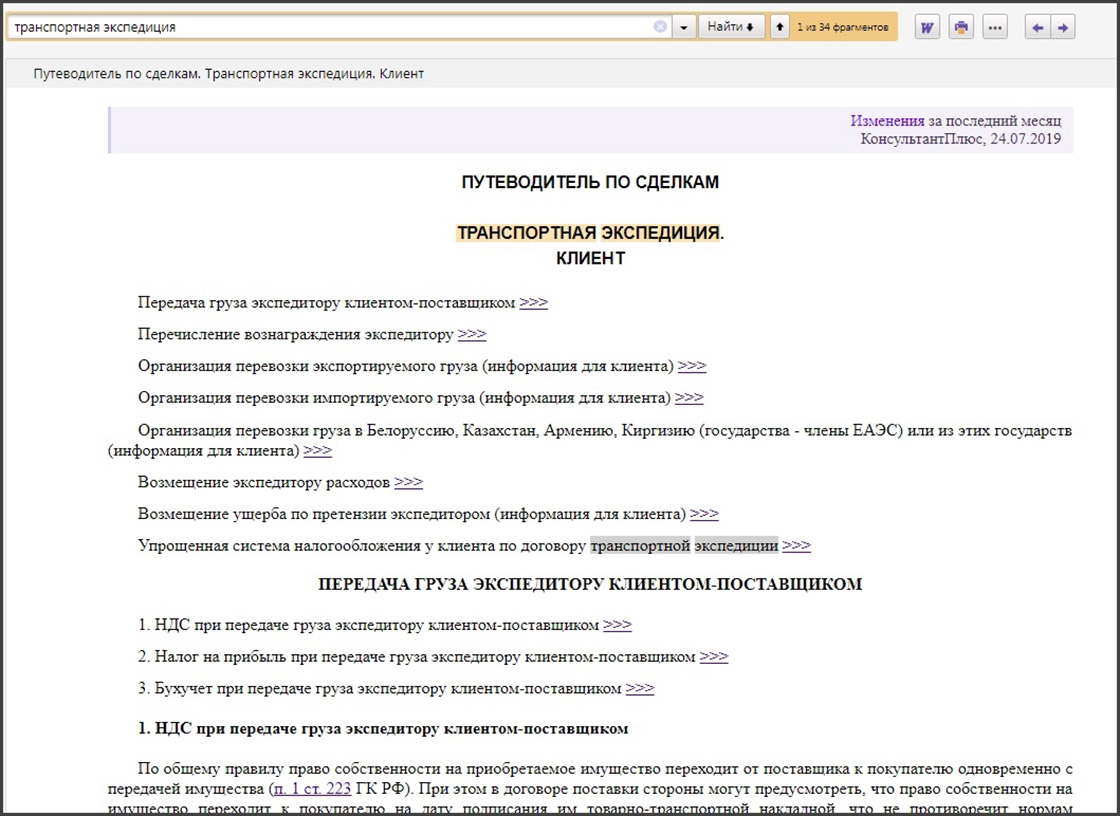 транспортная экспедиция
Найти
1 из 34 фрагментов
W
Путеводитель по сделкам. Транспортная экспедиция. Клиент
Изменения за последний месяц
КонсультантПлюс, 24.07.2019
ПУТЕВОДИТЕЛЬ ПО СДЕЛКАМ
ТРАНСПОРТНАЯ ЭКСПЕДИЦИЯ.
КЛИЕНТ
Передача груза экспедитору клиентом-поставщиком >>>
Перечисление вознаграждения экспедитору >>>
Организация перевозки экспортируемого груза (информация для клиента) >>>
Организация перевозки импортируемого груза (информация для клиента) >>>
Организация перевозки груза в Белоруссию, Казахстан, Армению, Киргизию (государства - члены ЕАЭС) или из этих государств
(информация для клиента) >>>
Возмещение экспедитору расходов >>>
Возмещение ущерба по претензии экспедитором (информация для клиента) >>>
Упрощенная система налогообложения у клиента по договору транспортной экспедиции >>>
ПЕРЕДАЧА ГРУЗА ЭКСПЕДИТОРУ КЛИЕНТОМ-ПОСТАВЩИКОМ
1. НДС при передаче груза экспедитору клиентом-поставщиком >>>
2. Налог на прибыль при передаче груза экспедитору клиентом-поставщиком >>>
3. Бухучет при передаче груза экспедитору клиентом-поставщиком >>>
1. НДС при передаче груза экспедитору клиентом-поставщиком
По общему правилу право собственности на приобретаемое имущество переходит от поставщика к покупателю одновременно с
передачей имущества (п. 1 ст. 223 ГК РФ). При этом в договоре поставки стороны могут предусмотреть, что право собственности на
имущество переходит к покупателю на дату подписания им товарно-транспортной накладной, что не противоречит нормам